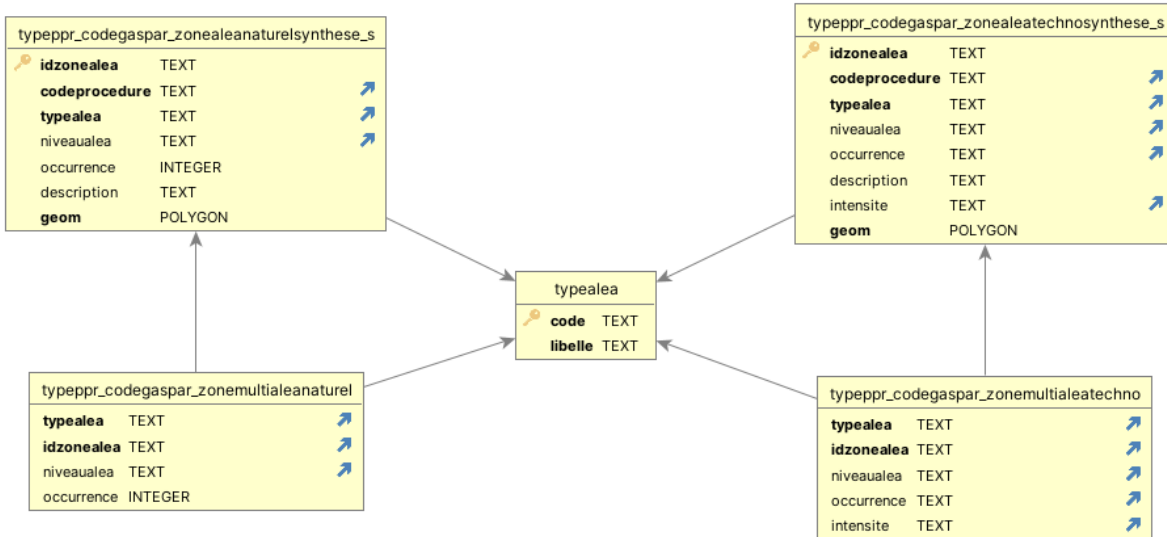 typeppr_codegaspar_zonealeanaturelsynthese_s
idzonealea TEXT
codeprocedure TEXT
typealea TEXT
niveaualea TEXT
occurrence INTEGER
description TEXT
geom POLYGON
typeppr_codegaspar_zonealeatechnosynthese_s
idzonealea TEXT
codeprocedure TEXT
typealea TEXT
niveaualea TEXT
occurrence TEXT
description TEXT
intensite TEXT
geom POLYGON
typealea
code TEXT
libelle TEXT
typeppr_codegaspar_zonemultialeanaturel
typealea TEXT
idzonealea TEXT
niveaualea TEXT
occurrence INTEGER
typeppr_codegaspar_zonemultialeatechno
typealea TEXT
idzonealea TEXT
niveaualea TEXT
occurrence TEXT
intensite TEXT